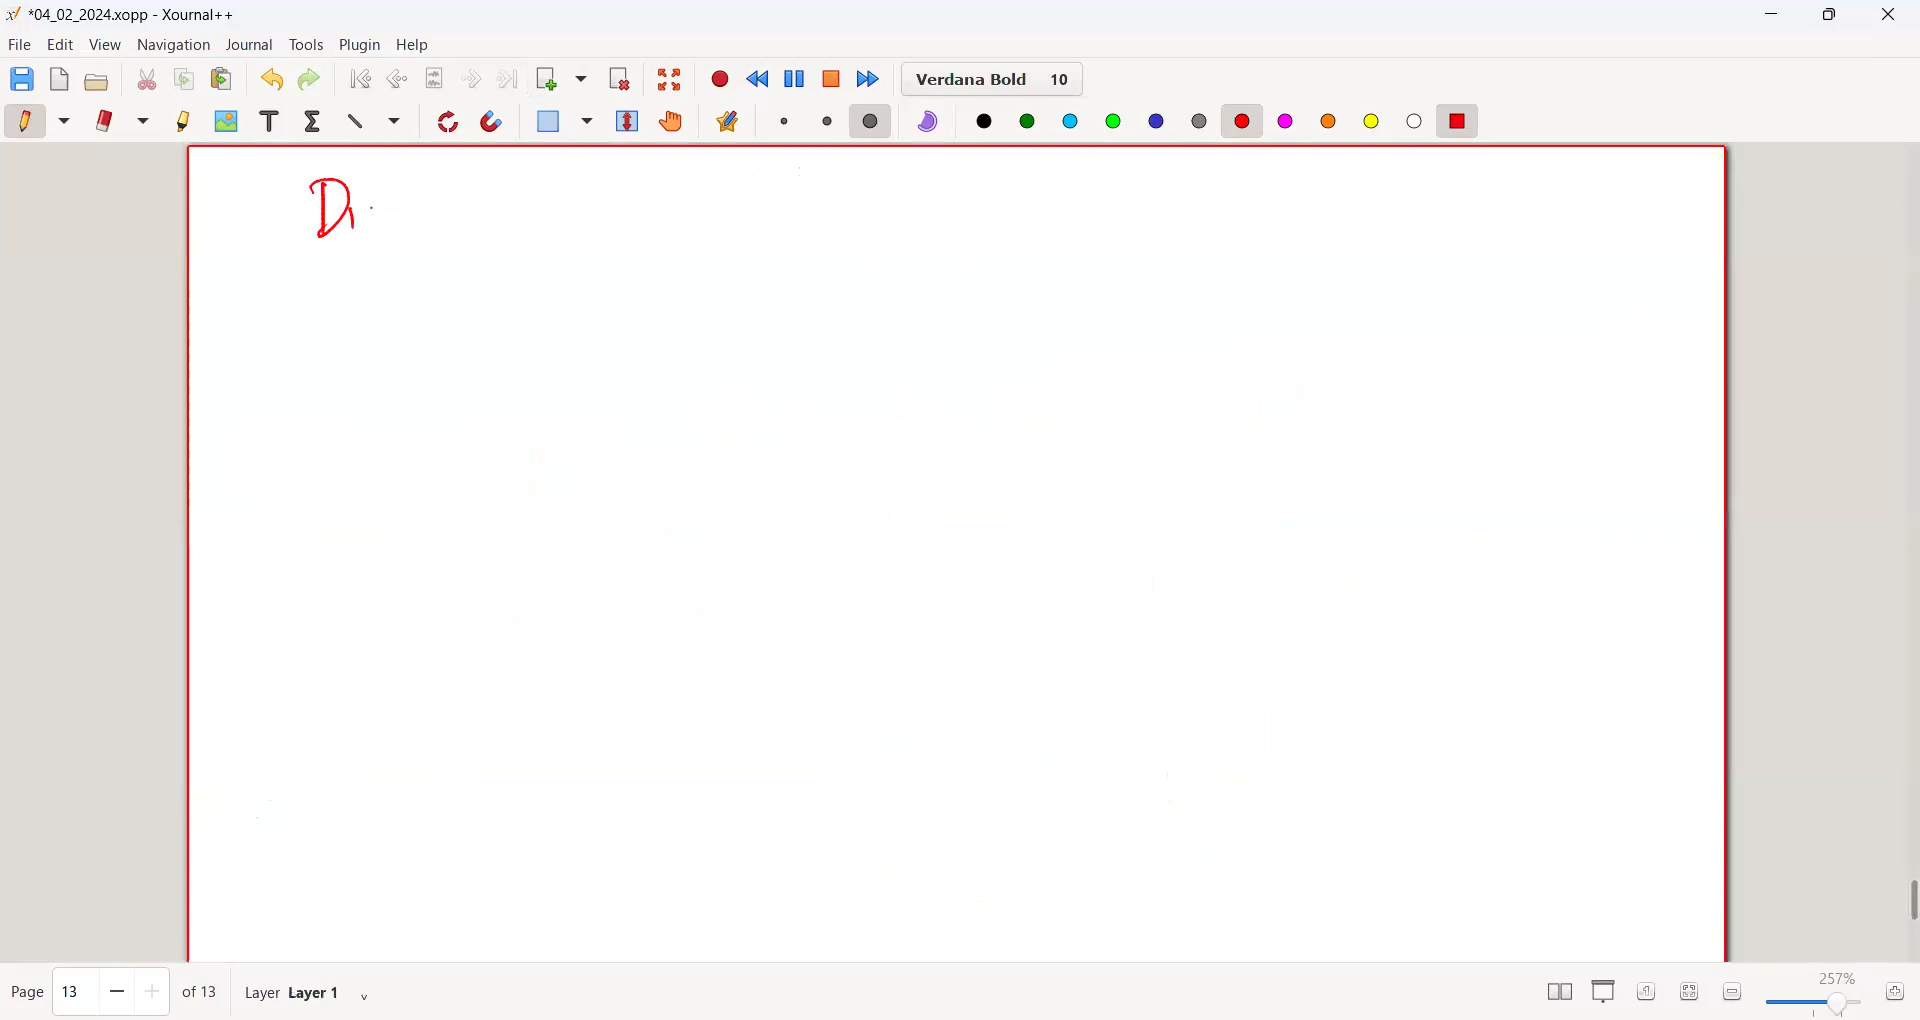 *04_02_2024.xopp - Xournal++
File Edit View Navigation Journal Tools Plugin Help
Verdana Bold 10
Di
Page 13 of 13 Layer Layer 1
257%